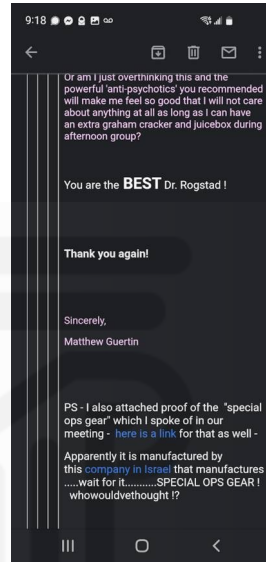 9:18
Or am I just overthinking this and the
powerful 'anti-psychotics' you recommended
will make me feel so good that I will not care
about anything at all as long as I can have
an extra graham cracker and juicebox during
afternoon group?
You are the BEST Dr. Rogstad !
Thank you again!
Sincerely,
Matthew Guertin
PS - I also attached proof of the "special
ops gear" which I spoke of in our
meeting - here is a link for that as well -
Apparently it is manufactured by
this company in Israel that manufactures
.....wait for it...........SPECIAL OPS GEAR !
whowouldvethought !?